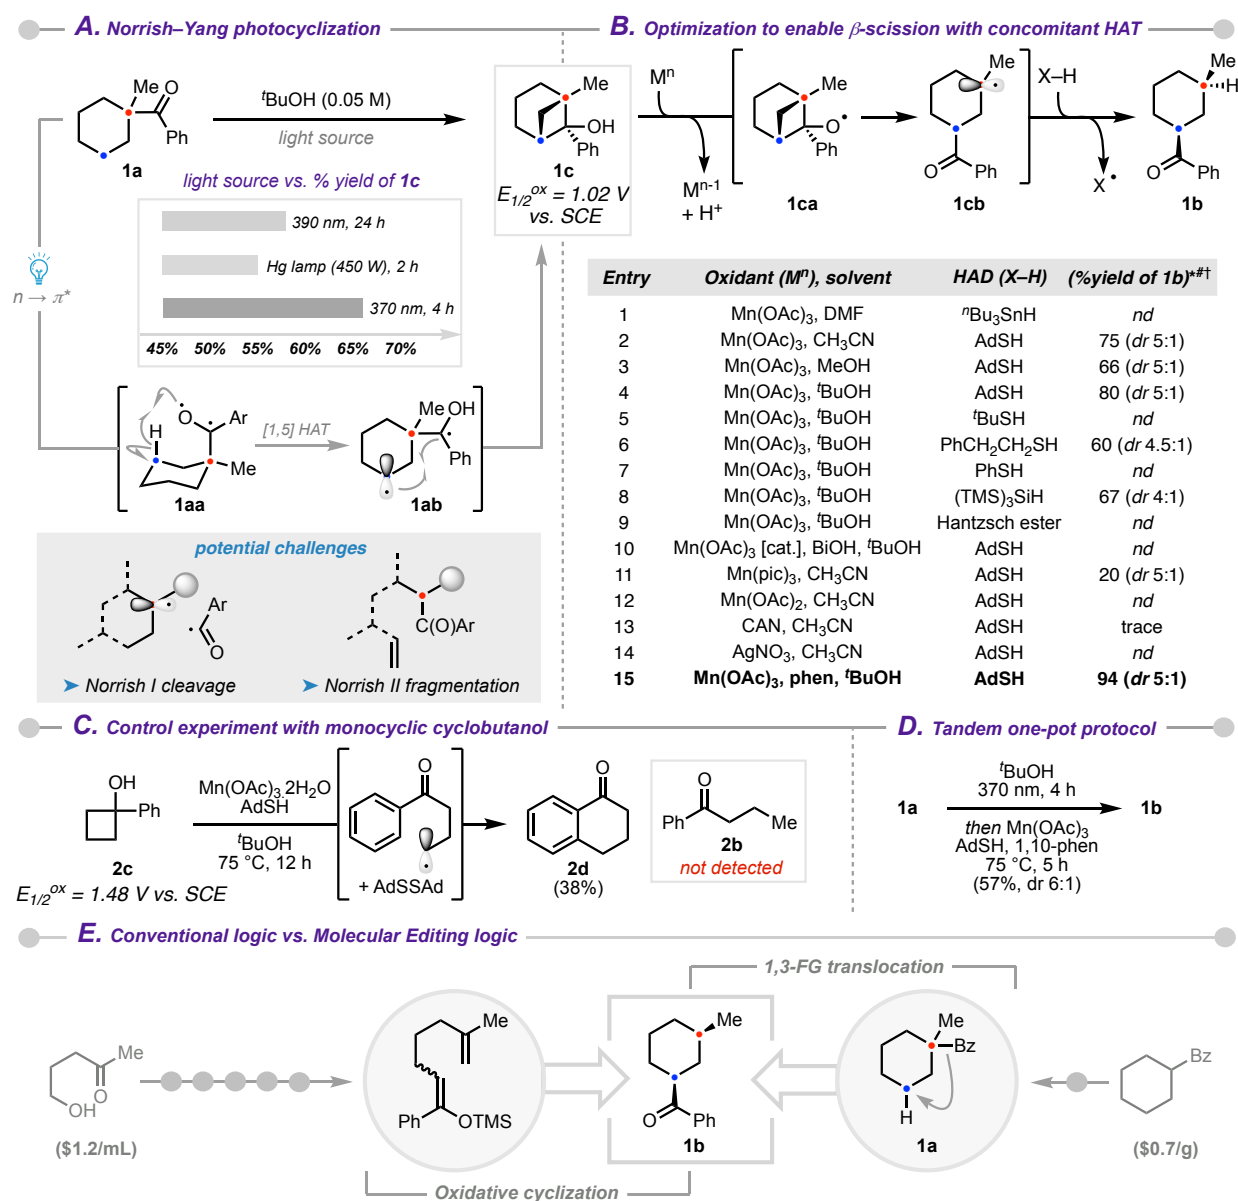 A. Norrish–Yang photocyclization
Me
O
Ph
1a
ᵗBuOH (0.05 M)
light source
Me
OH
Ph
1c
E₁/₂ᵒˣ = 1.02 V
vs. SCE
light source vs. % yield of 1c
390 nm, 24 h
Hg lamp (450 W), 2 h
370 nm, 4 h
45% 50% 55% 60% 65% 70%
n → π*
O
Ar
H
Me
1aa
[1,5] HAT
Me OH
Ph
1ab
potential challenges
Ar
O
➤ Norrish I cleavage
C(O)Ar
➤ Norrish II fragmentation
B. Optimization to enable β-scission with concomitant HAT
Mⁿ
Mⁿ⁻¹
+ H⁺
Me
O•
Ph
1ca
Me
O
Ph
1cb
X–H
X•
Me
H
O
Ph
1b
Entry Oxidant (Mⁿ), solvent HAD (X–H) (%yield of 1b)*#†
1 Mn(OAc)₃, DMF ⁿBu₃SnH nd
2 Mn(OAc)₃, CH₃CN AdSH 75 (dr 5:1)
3 Mn(OAc)₃, MeOH AdSH 66 (dr 5:1)
4 Mn(OAc)₃, ᵗBuOH AdSH 80 (dr 5:1)
5 Mn(OAc)₃, ᵗBuOH ᵗBuSH nd
6 Mn(OAc)₃, ᵗBuOH PhCH₂CH₂SH 60 (dr 4.5:1)
7 Mn(OAc)₃, ᵗBuOH PhSH nd
8 Mn(OAc)₃, ᵗBuOH (TMS)₃SiH 67 (dr 4:1)
9 Mn(OAc)₃, ᵗBuOH Hantzsch ester nd
10 Mn(OAc)₃ [cat.], BiOH, ᵗBuOH AdSH nd
11 Mn(pic)₃, CH₃CN AdSH 20 (dr 5:1)
12 Mn(OAc)₂, CH₃CN AdSH nd
13 CAN, CH₃CN AdSH trace
14 AgNO₃, CH₃CN AdSH nd
15 Mn(OAc)₃, phen, ᵗBuOH AdSH 94 (dr 5:1)
C. Control experiment with monocyclic cyclobutanol
OH
Ph
2c
E₁/₂ᵒˣ = 1.48 V vs. SCE
Mn(OAc)₃.2H₂O
AdSH
ᵗBuOH
75 °C, 12 h
O
+ AdSSAd
O
2d
(38%)
O
Ph
Me
2b
not detected
D. Tandem one-pot protocol
1a
ᵗBuOH
370 nm, 4 h
then Mn(OAc)₃
AdSH, 1,10-phen
75 °C, 5 h
(57%, dr 6:1)
1b
E. Conventional logic vs. Molecular Editing logic
1,3-FG translocation
Me
O
OH
($1.2/mL)
Me
Ph
OTMS
Me
O
Ph
1b
Me
Bz
H
1a
Bz
($0.7/g)
Oxidative cyclization